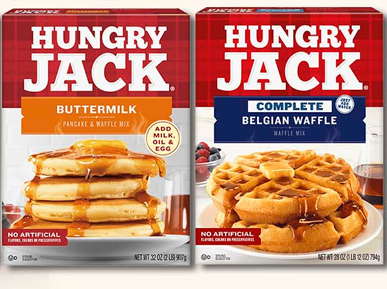 HUNGRY
JACK
BUTTERMILK
PANCAKE & WAFFLE MIX
ADD
MILK,
OIL &
EGG
NO ARTIFICIAL
FLAVORS, COLORS OR PRESERVATIVES
NET WT 32 OZ (2 LB) 907g
HUNGRY
JACK
COMPLETE
JUST
ADD
WATER
BELGIAN WAFFLE
WAFFLE MIX
NO ARTIFICIAL
FLAVORS, COLORS OR PRESERVATIVES
NET WT 28 OZ (1 LB 12 OZ) 794g